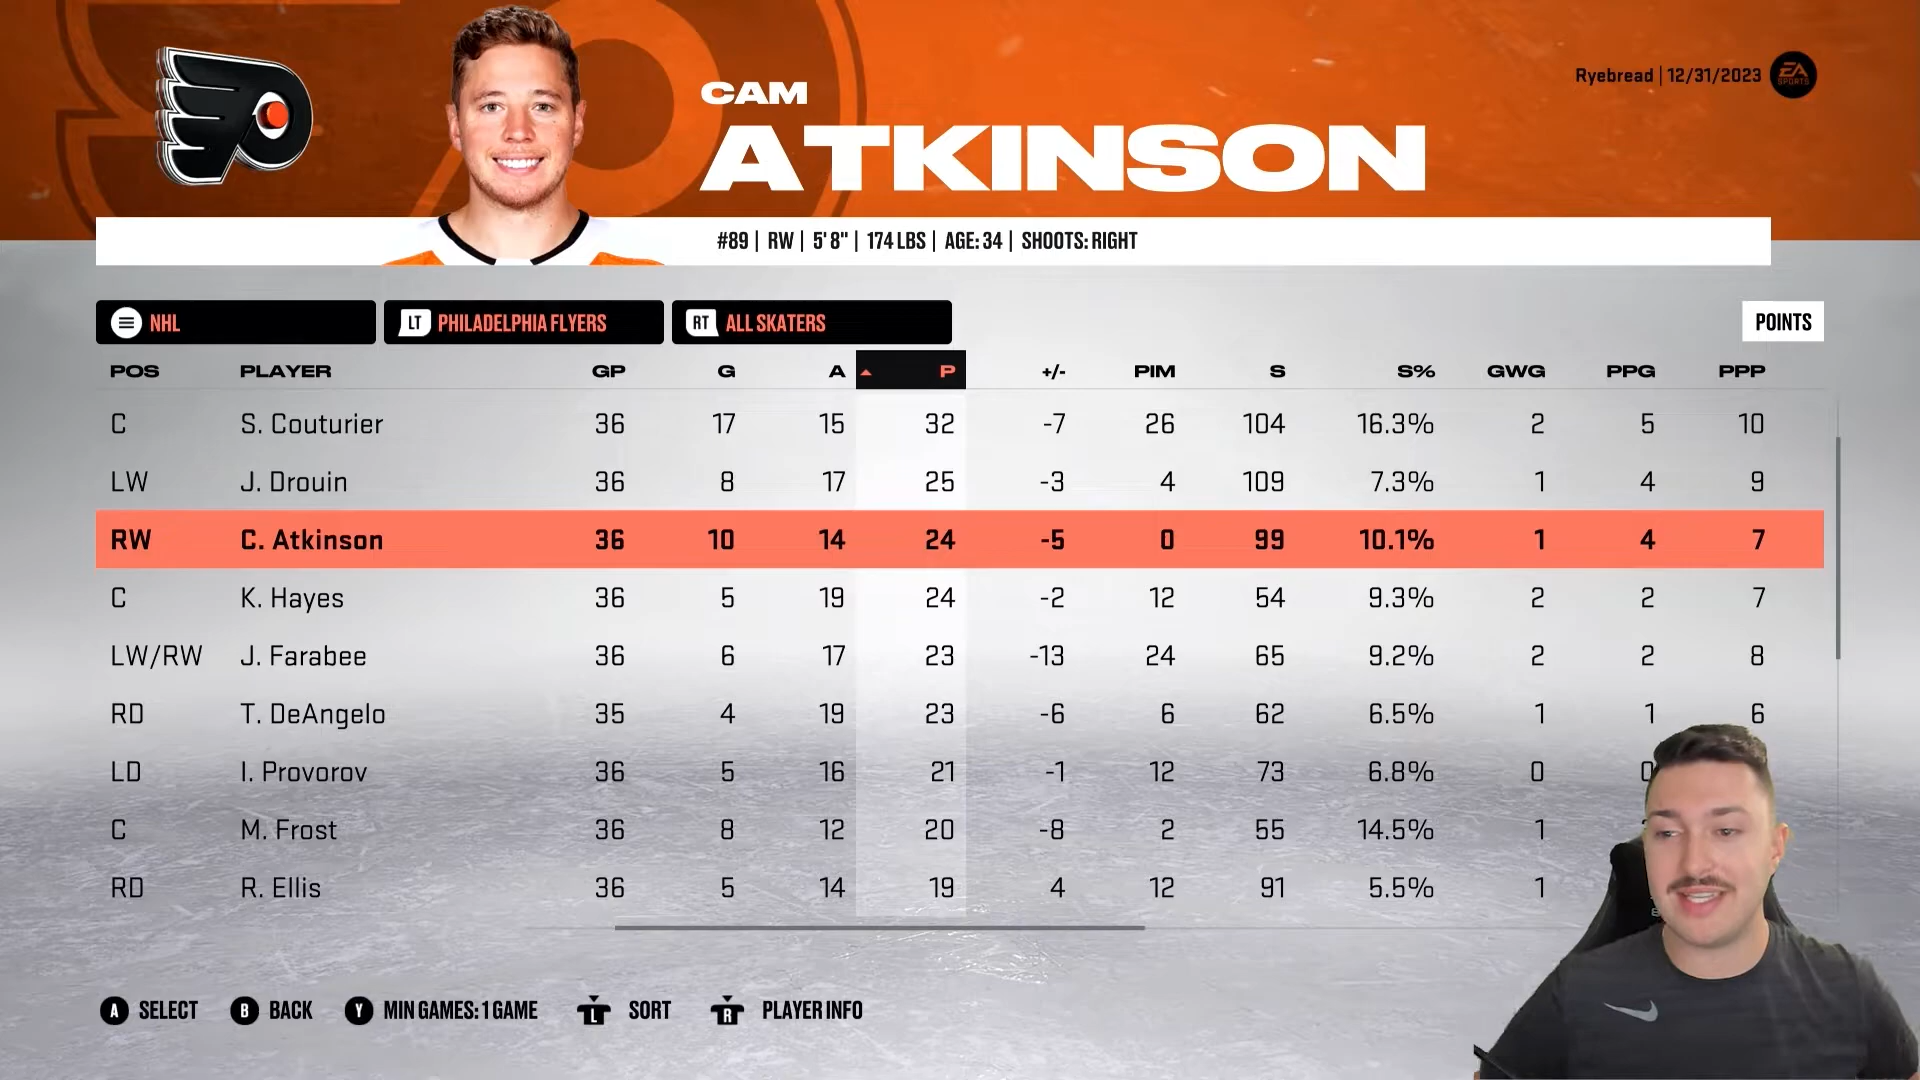 CAM
ATKINSON
Ryebread | 12/31/2023
EA SPORTS
#89 | RW | 5' 8" | 174 LBS | AGE: 34 | SHOOTS: RIGHT
NHL LT PHILADELPHIA FLYERS RT ALL SKATERS POINTS
POS PLAYER GP G A P +/- PIM S S% GWG PPG PPP
C S. Couturier 36 17 15 32 -7 26 104 16.3% 2 5 10
LW J. Drouin 36 8 17 25 -3 4 109 7.3% 1 4 9
RW C. Atkinson 36 10 14 24 -5 0 99 10.1% 1 4 7
C K. Hayes 36 5 19 24 -2 12 54 9.3% 2 2 7
LW/RW J. Farabee 36 6 17 23 -13 24 65 9.2% 2 2 8
RD T. DeAngelo 35 4 19 23 -6 6 62 6.5% 1 1 6
LD I. Provorov 36 5 16 21 -1 12 73 6.8% 0 0
C M. Frost 36 8 12 20 -8 2 55 14.5% 1
RD R. Ellis 36 5 14 19 4 12 91 5.5% 1
A SELECT B BACK Y MIN GAMES: 1 GAME L SORT R PLAYER INFO